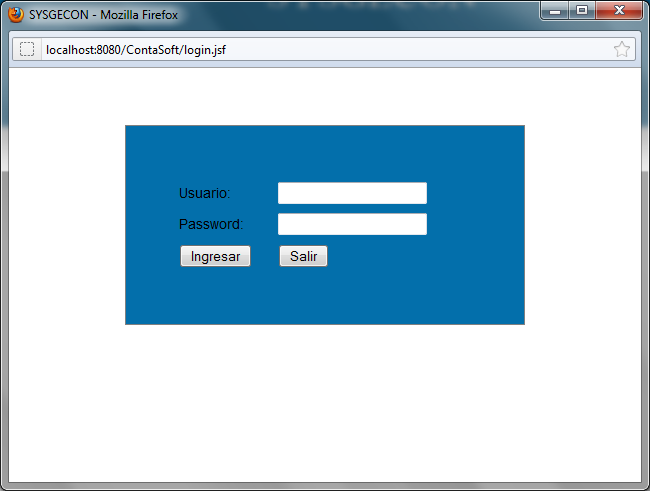 SYSGECON - Mozilla Firefox
localhost:8080/ContaSoft/login.jsf
Usuario:
Password:
Ingresar Salir